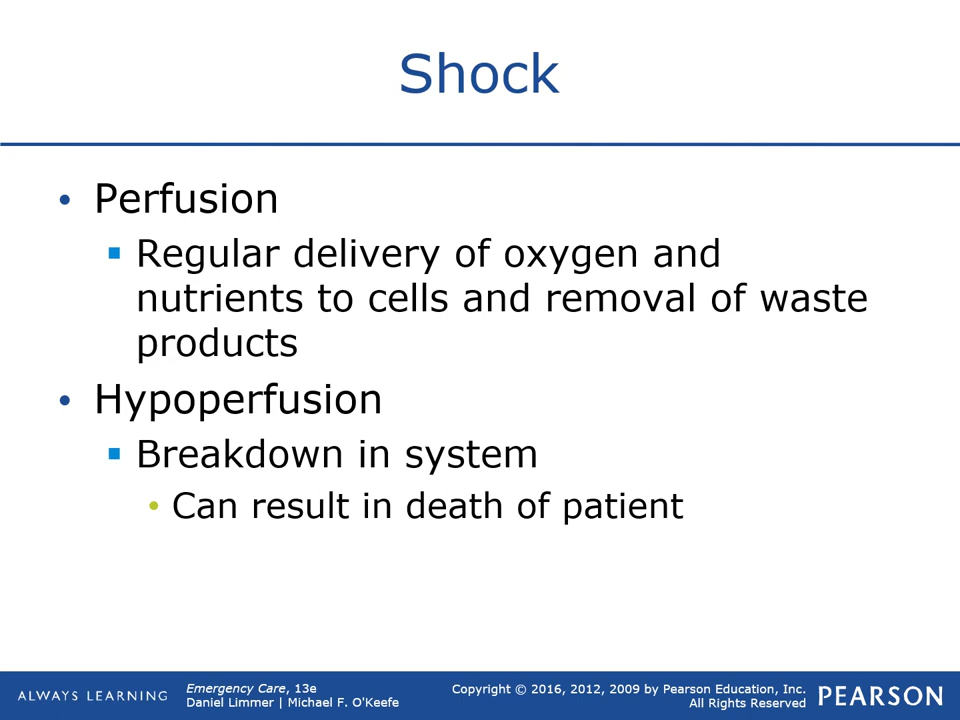 Shock
• Perfusion
▪ Regular delivery of oxygen and
nutrients to cells and removal of waste
products
• Hypoperfusion
▪ Breakdown in system
• Can result in death of patient
ALWAYS LEARNING
Emergency Care, 13e
Daniel Limmer | Michael F. O'Keefe
Copyright © 2016, 2012, 2009 by Pearson Education, Inc.
All Rights Reserved
PEARSON